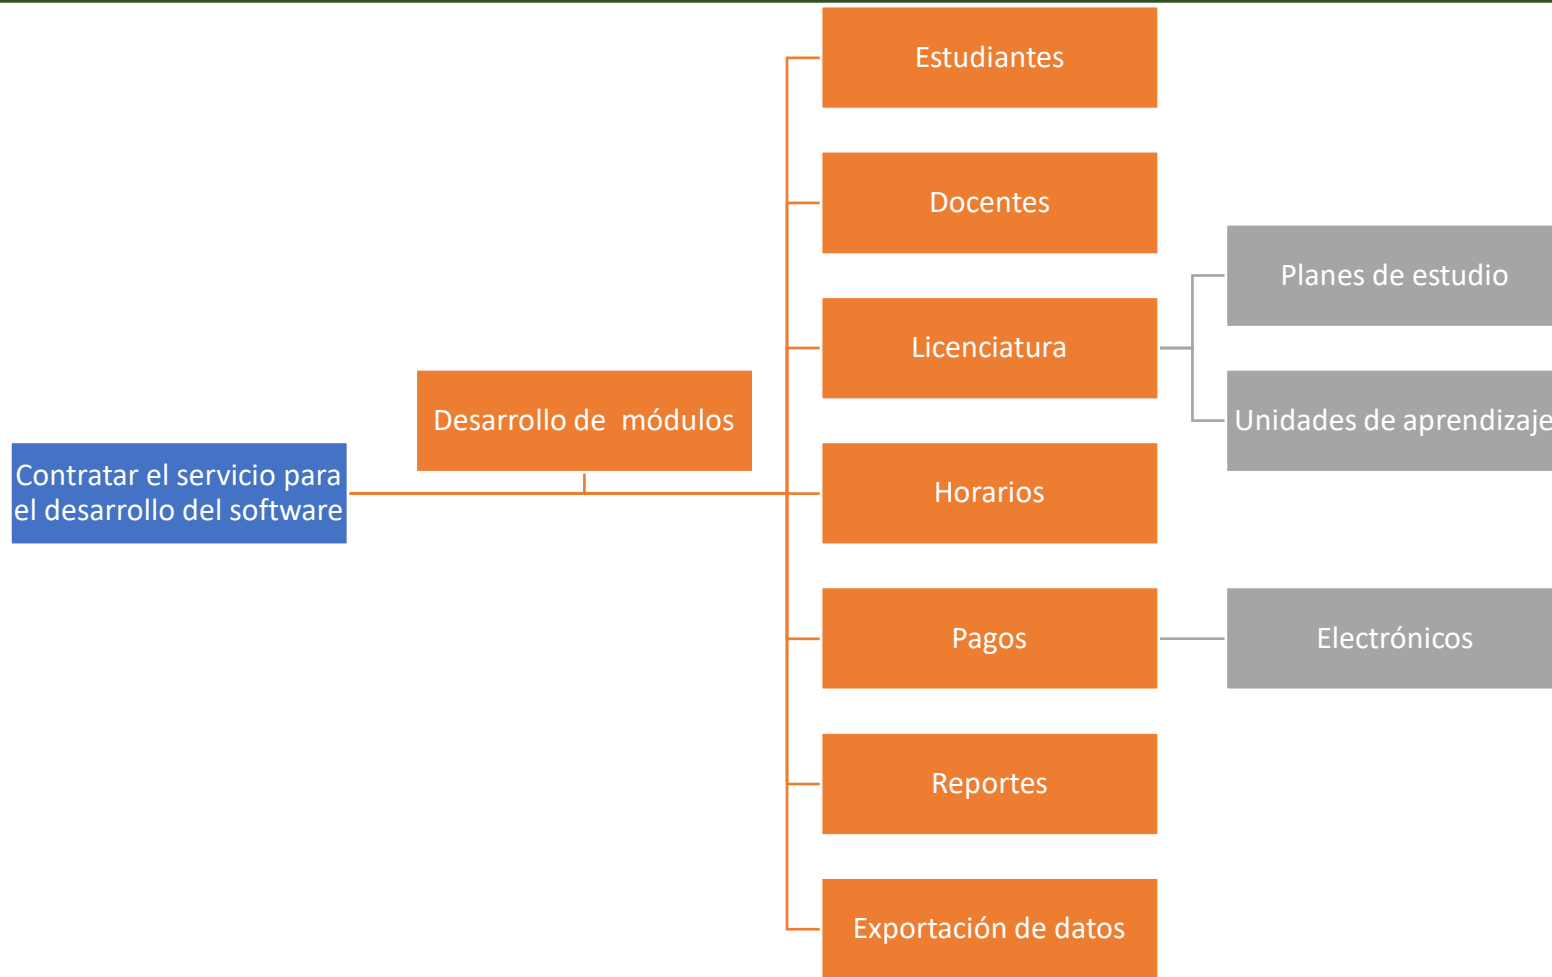 Contratar el servicio para
el desarrollo del software
Desarrollo de  módulos
Estudiantes
Docentes
Licenciatura
Planes de estudio
Unidades de aprendizaje
Horarios
Pagos
Electrónicos
Reportes
Exportación de datos